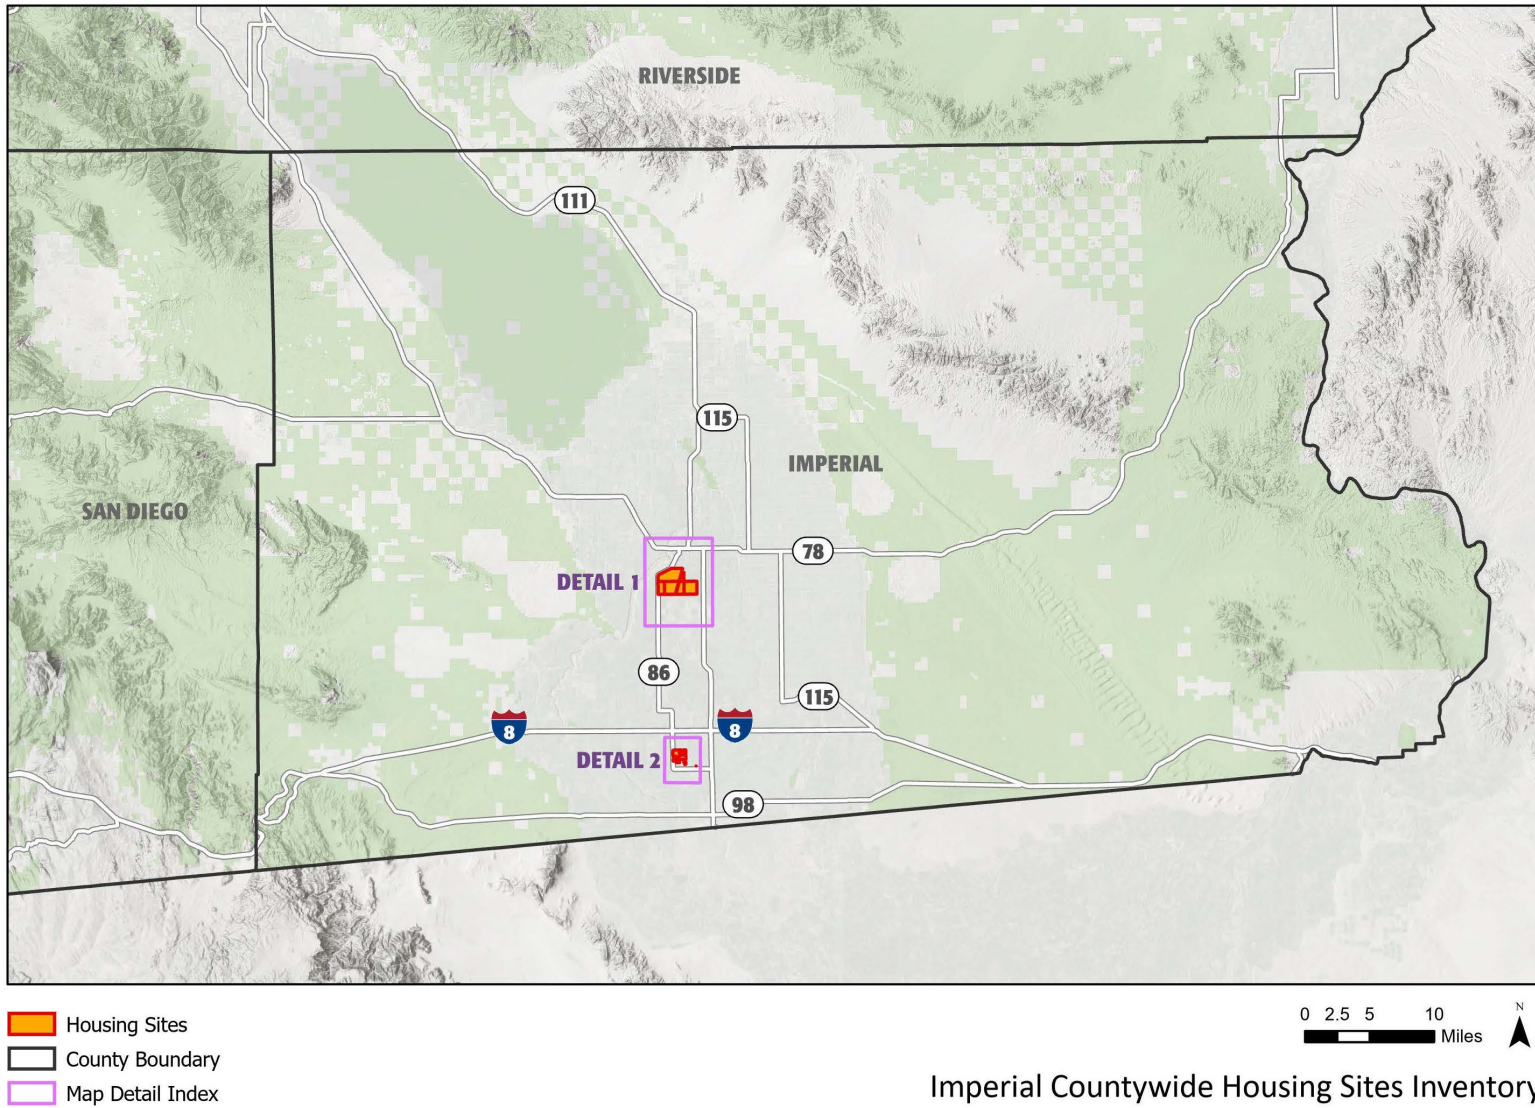 RIVERSIDE
111
115
IMPERIAL
SAN DIEGO
78
DETAIL 1
86
115
8
8
DETAIL 2
98
Housing Sites
County Boundary
Map Detail Index
0 2.5 5 10
Miles
N
Imperial Countywide Housing Sites Inventory